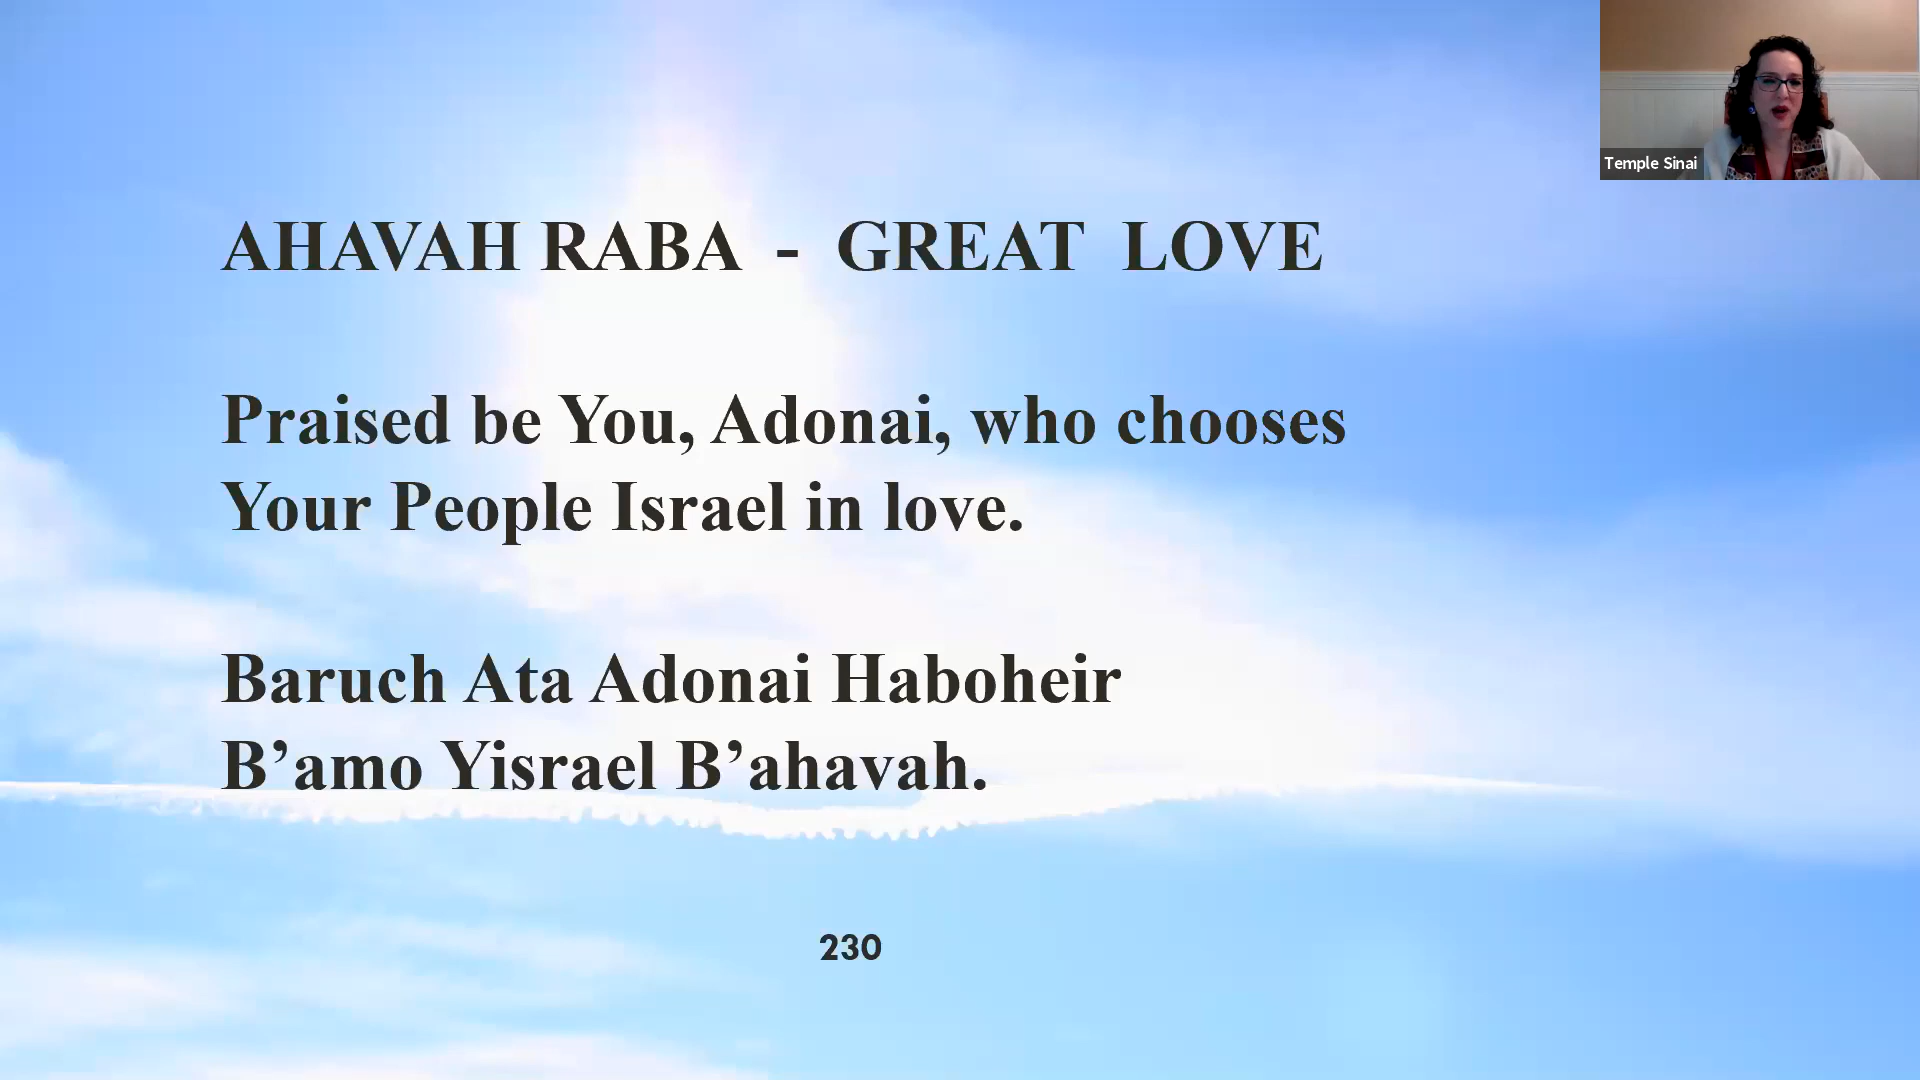 AHAVAH RABA - GREAT LOVE
Praised be You, Adonai, who chooses
Your People Israel in love.
Baruch Ata Adonai Haboheir
B’amo Yisrael B’ahavah.
230
Temple Sinai